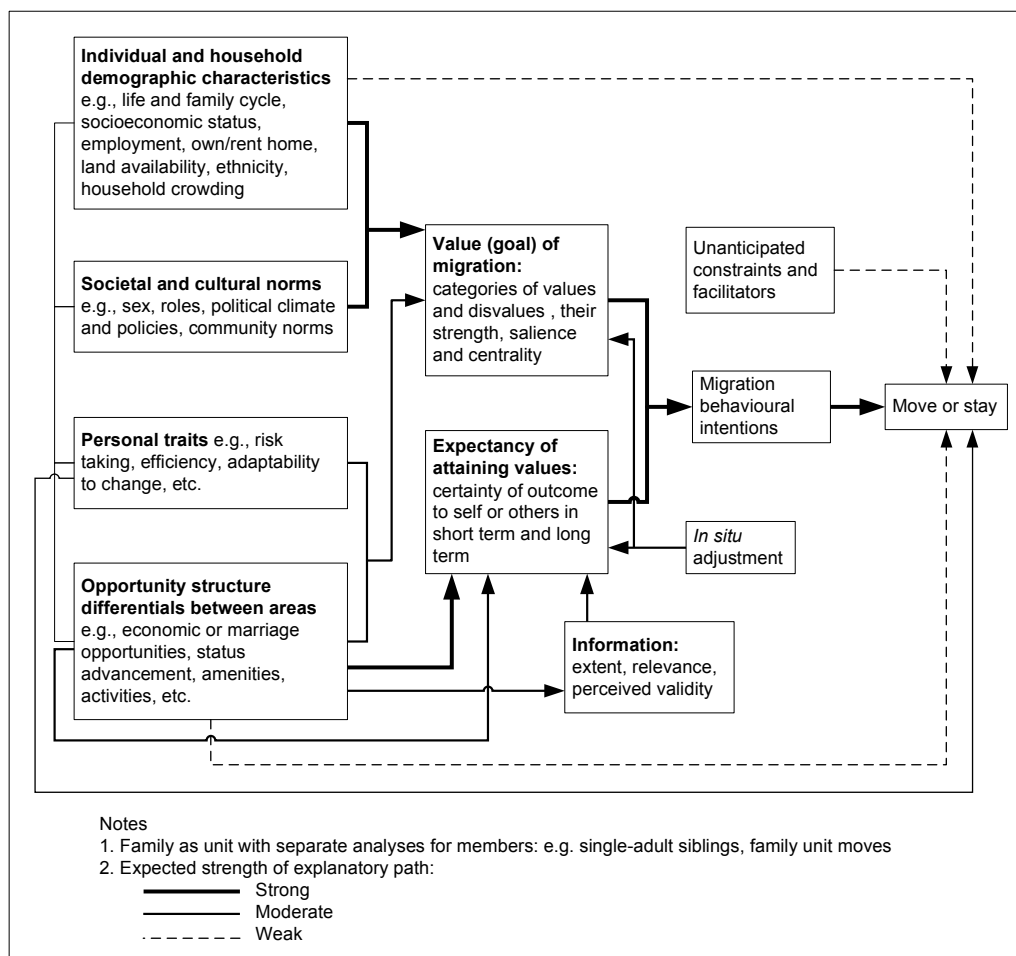 Individual and household
demographic characteristics
e.g., life and family cycle,
socioeconomic status,
employment, own/rent home,
land availability, ethnicity,
household crowding
Societal and cultural norms
e.g., sex, roles, political climate
and policies, community norms
Personal traits e.g., risk
taking, efficiency, adaptability
to change, etc.
Opportunity structure
differentials between areas
e.g., economic or marriage
opportunities, status
advancement, amenities,
activities, etc.
Value (goal) of
migration:
categories of values
and disvalues , their
strength, salience
and centrality
Expectancy of
attaining values:
certainty of outcome
to self or others in
short term and long
term
Unanticipated
constraints and
facilitators
Migration
behavioural
intentions
Move or stay
In situ
adjustment
Information:
extent, relevance,
perceived validity
Notes
1. Family as unit with separate analyses for members: e.g. single-adult siblings, family unit moves
2. Expected strength of explanatory path:
Strong
Moderate
Weak